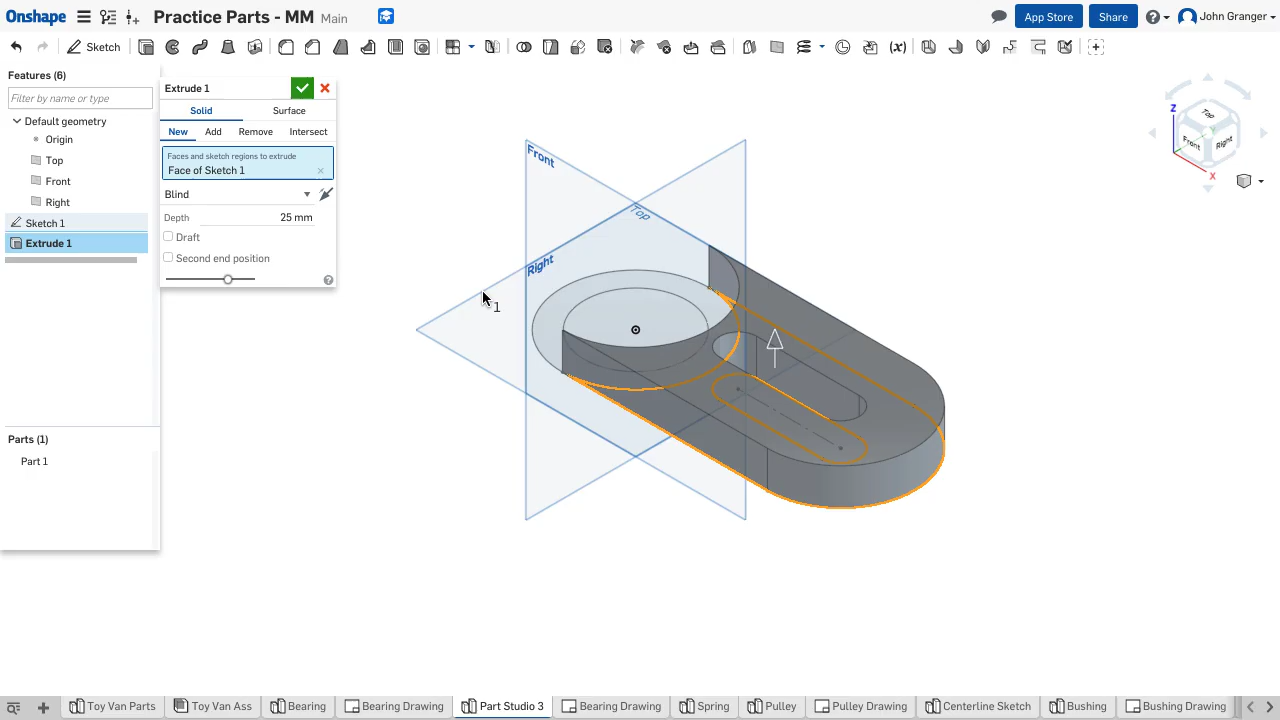 Onshape
Practice Parts - MM
Main
App Store
Share
John Granger
Sketch
(x)
Features (6)
Filter by name or type
Default geometry
Origin
Top
Front
Right
Sketch 1
Extrude 1
Parts (1)
Part 1
Extrude 1
Solid
Surface
New
Add
Remove
Intersect
Faces and sketch regions to extrude
Face of Sketch 1
Blind
Depth
25 mm
Draft
Second end position
Front
Top
Right
1
Z
Top
Front
Right
X
Toy Van Parts
Toy Van Ass
Bearing
Bearing Drawing
Part Studio 3
Bearing Drawing
Spring
Pulley
Pulley Drawing
Centerline Sketch
Bushing
Bushing Drawing